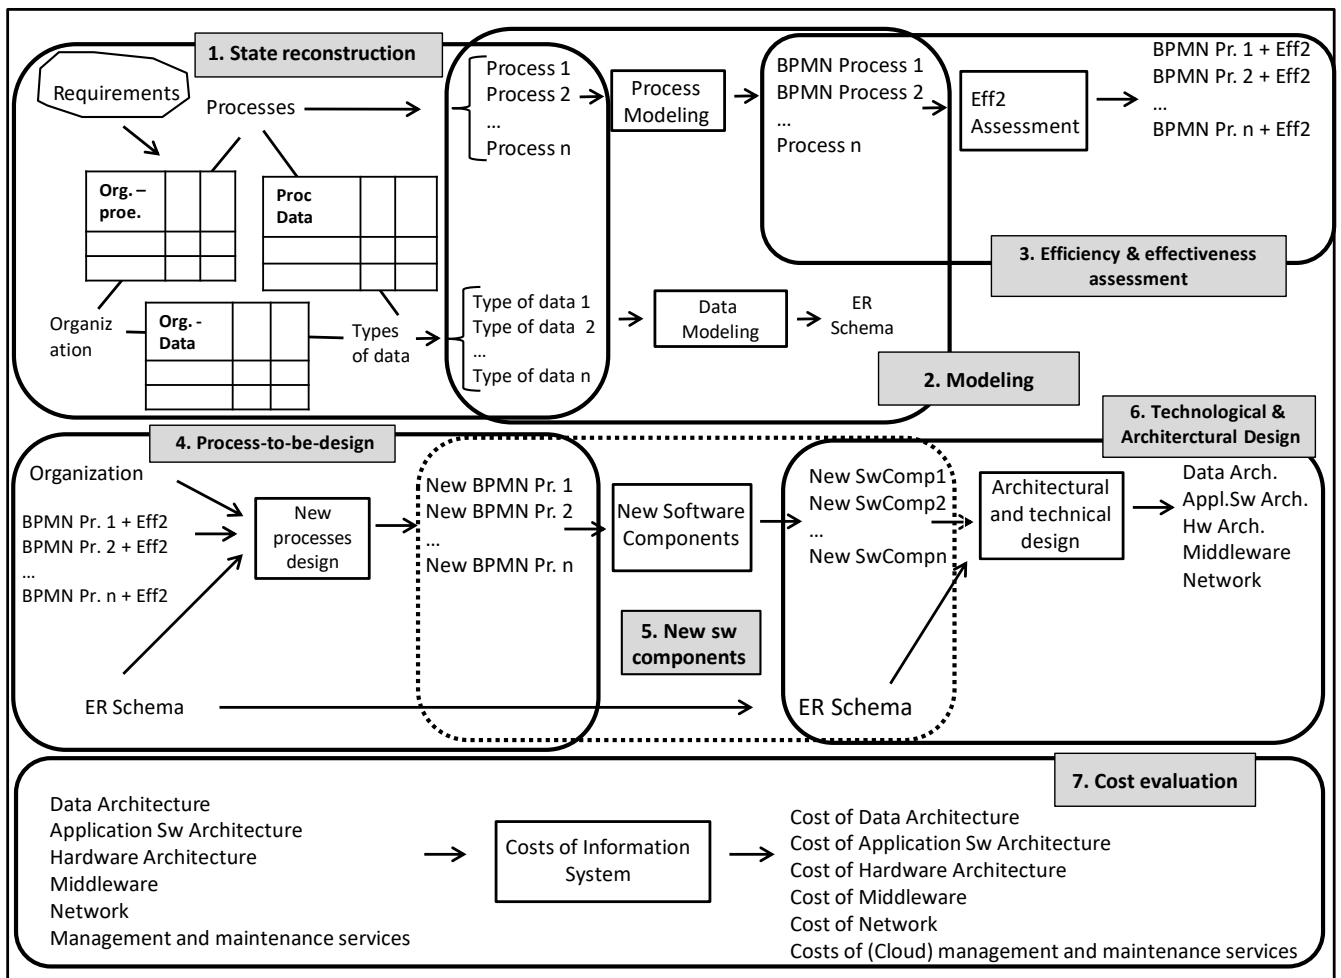 1. State reconstruction
Requirements
Processes
Org. –
proe.
Proc
Data
Organiz
ation
Org. -
Data
Types
of data
Process 1
Process 2
...
Process n
Process
Modeling
BPMN Process 1
BPMN Process 2
...
Process n
Eff2
Assessment
BPMN Pr. 1 + Eff2
BPMN Pr. 2 + Eff2
...
BPMN Pr. n + Eff2
3. Efficiency & effectiveness
assessment
Type of data 1
Type of data 2
...
Type of data n
Data
Modeling
ER
Schema
2. Modeling
4. Process-to-be-design
Organization
BPMN Pr. 1 + Eff2
BPMN Pr. 2 + Eff2
...
BPMN Pr. n + Eff2
New
processes
design
ER Schema
New BPMN Pr. 1
New BPMN Pr. 2
...
New BPMN Pr. n
New Software
Components
5. New sw
components
New SwComp1
New SwComp2
...
New SwCompn
ER Schema
Architectural
and technical
design
6. Technological &
Architerctural Design
Data Arch.
Appl.Sw Arch.
Hw Arch.
Middleware
Network
7. Cost evaluation
Data Architecture
Application Sw Architecture
Hardware Architecture
Middleware
Network
Management and maintenance services
Costs of Information
System
Cost of Data Architecture
Cost of Application Sw Architecture
Cost of Hardware Architecture
Cost of Middleware
Cost of Network
Costs of (Cloud) management and maintenance services